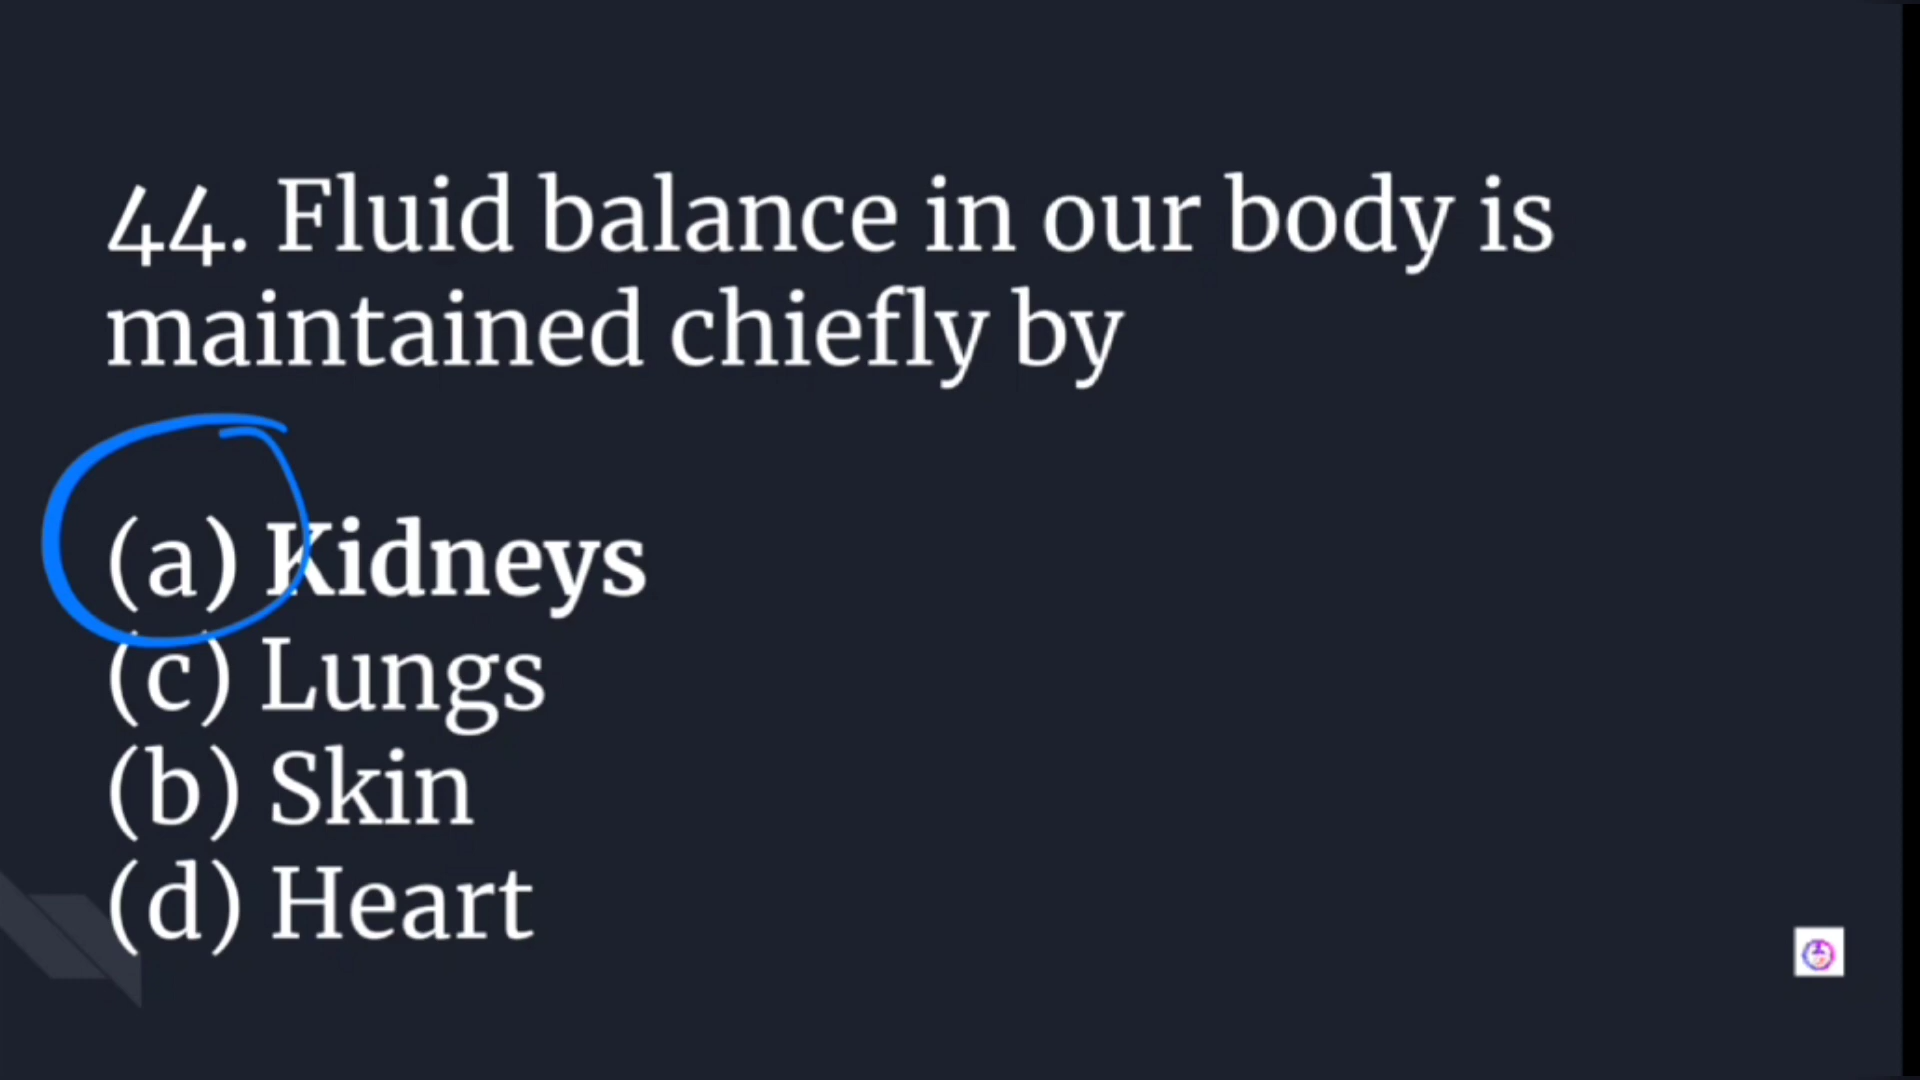 44. Fluid balance in our body is
maintained chiefly by
(a) Kidneys
(c) Lungs
(b) Skin
(d) Heart